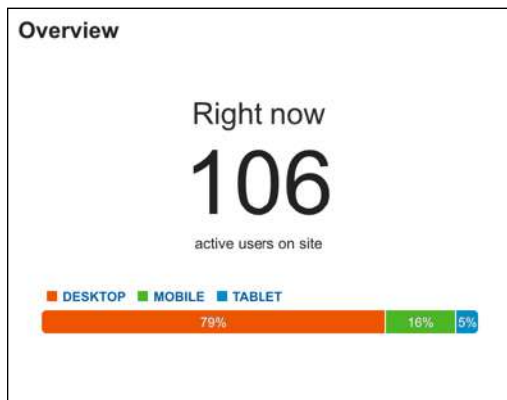 Overview
Right now
106
active users on site
DESKTOP MOBILE TABLET
79% 16% 5%